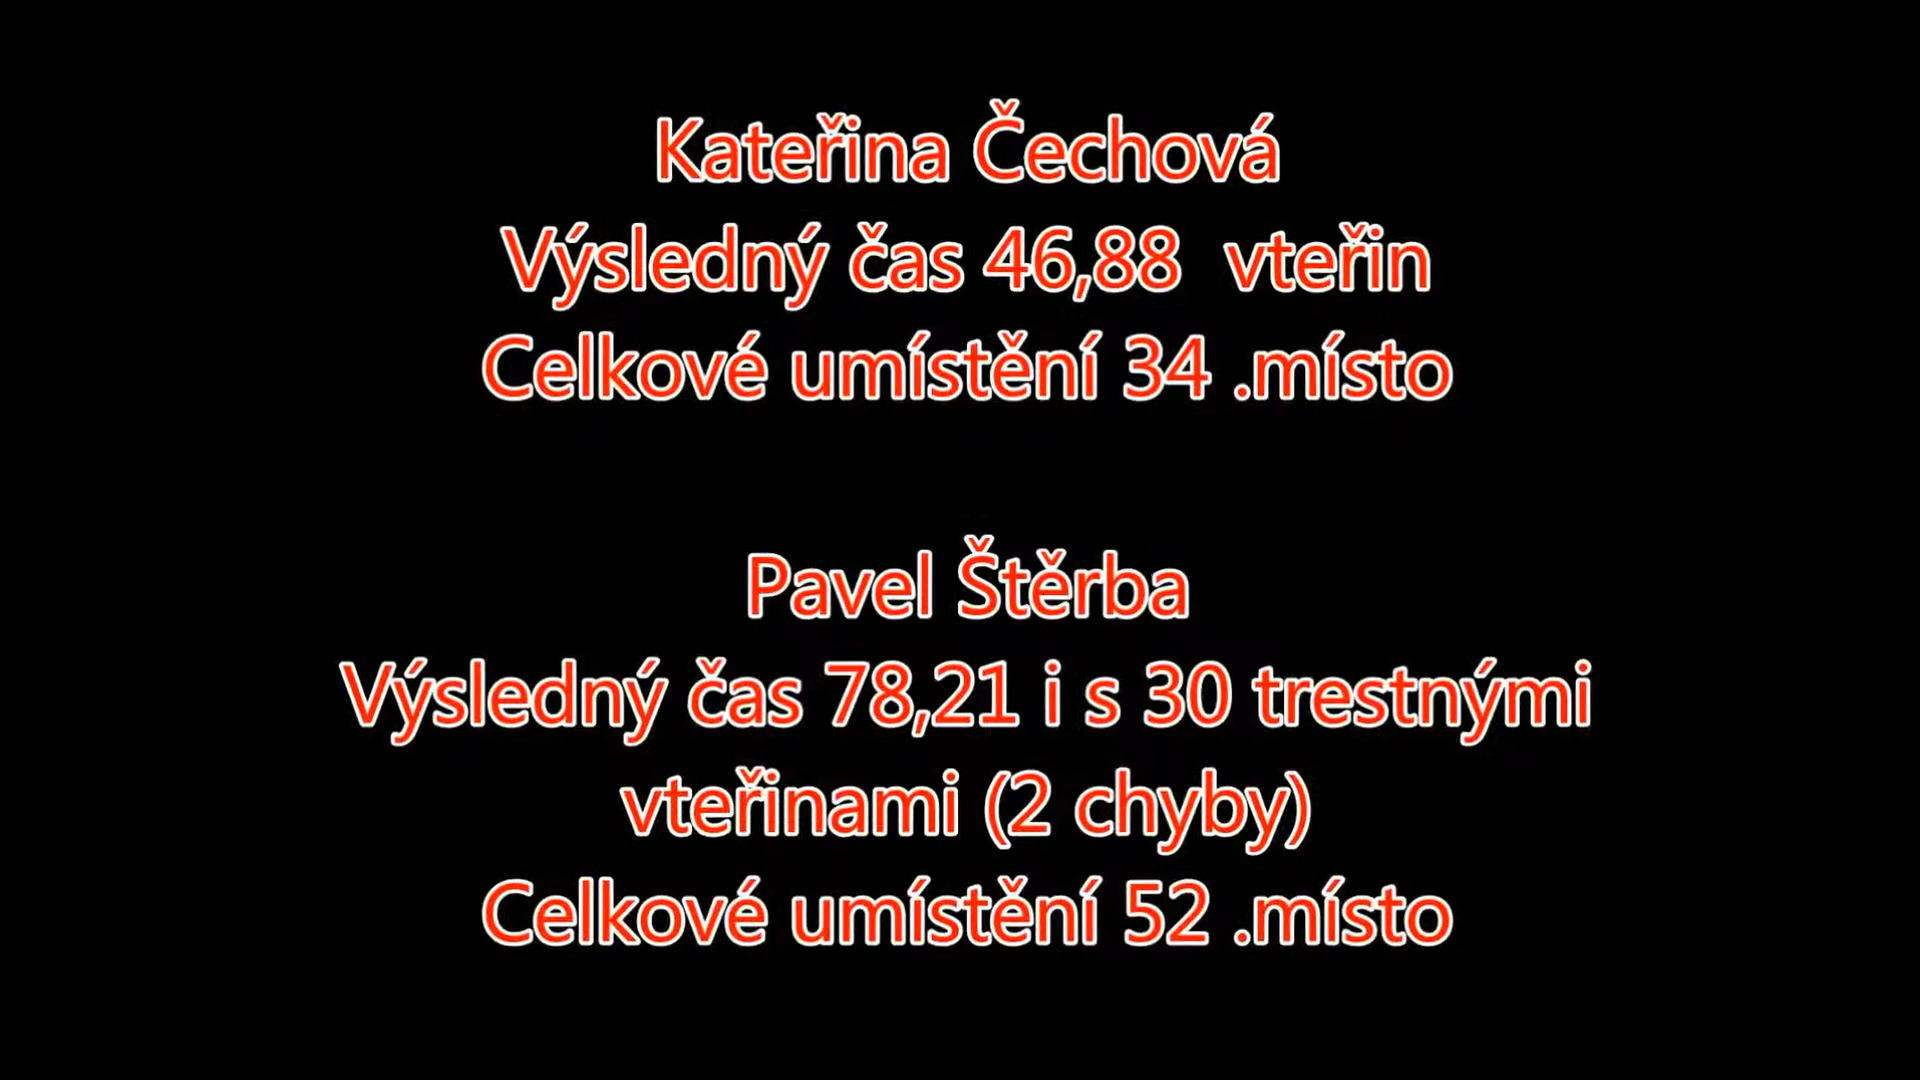 Kateřina Čechová
Výsledný čas 46,88  vteřin
Celkové umístění 34 .místo
Pavel Štěrba
Výsledný čas 78,21 i s 30 trestnými
vteřinami (2 chyby)
Celkové umístění 52 .místo